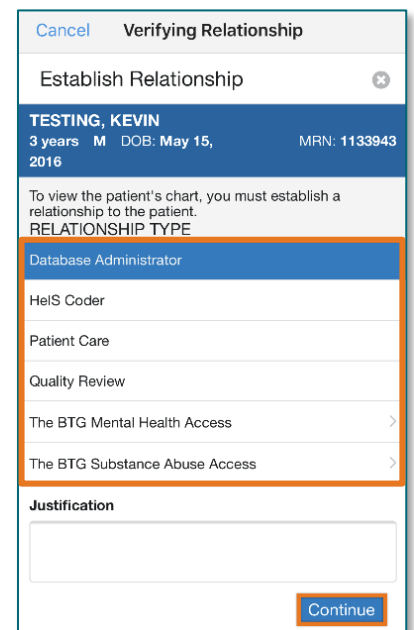 Cancel Verifying Relationship
Establish Relationship
TESTING, KEVIN
3 years M DOB: May 15, MRN: 1133943
2016
To view the patient's chart, you must establish a
relationship to the patient.
RELATIONSHIP TYPE
Database Administrator
HeIS Coder
Patient Care
Quality Review
The BTG Mental Health Access
The BTG Substance Abuse Access
Justification
Continue